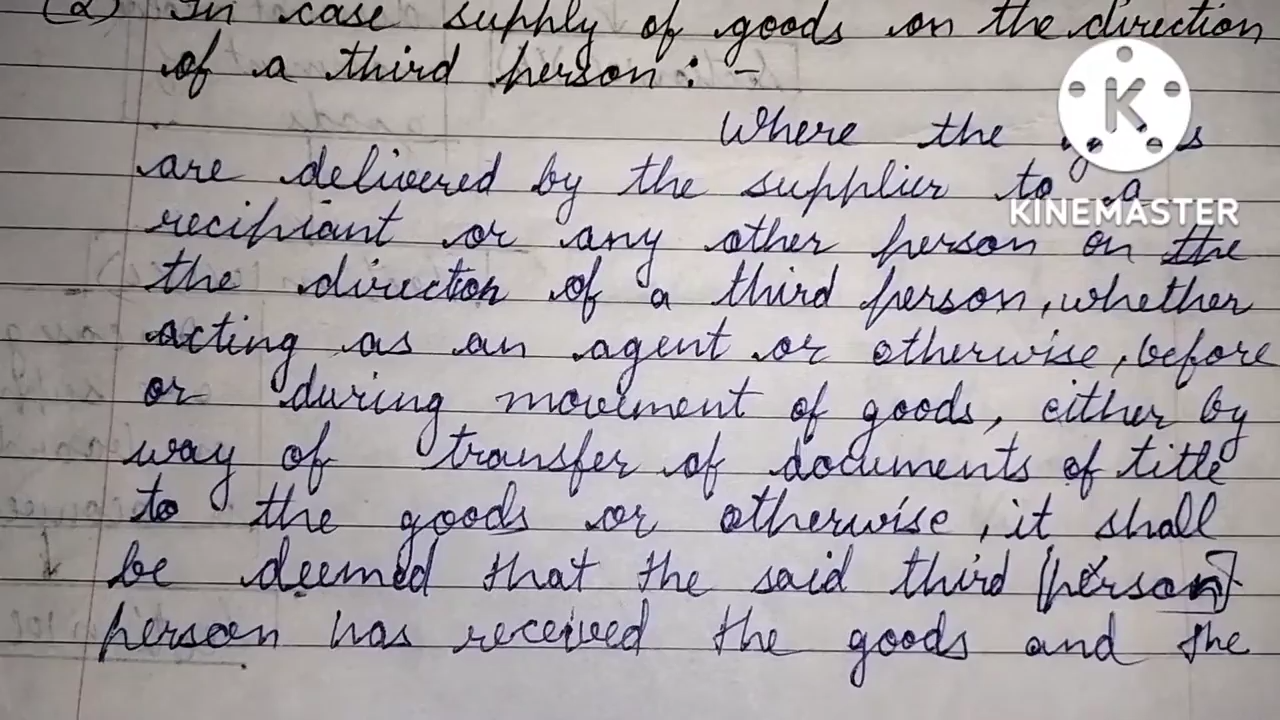 (2) In case supply of goods on the direction
of a third person : -
Where the
are delivered by the supplier to a
recipiant or any other person on the
the direction of a third person, whether
acting as an agent or otherwise, before
or during movement of goods, either by
way of transfer of documents of title
to the goods or otherwise, it shall
be deemed that the said third [person]
person has received the goods and the
K
KINEMASTER